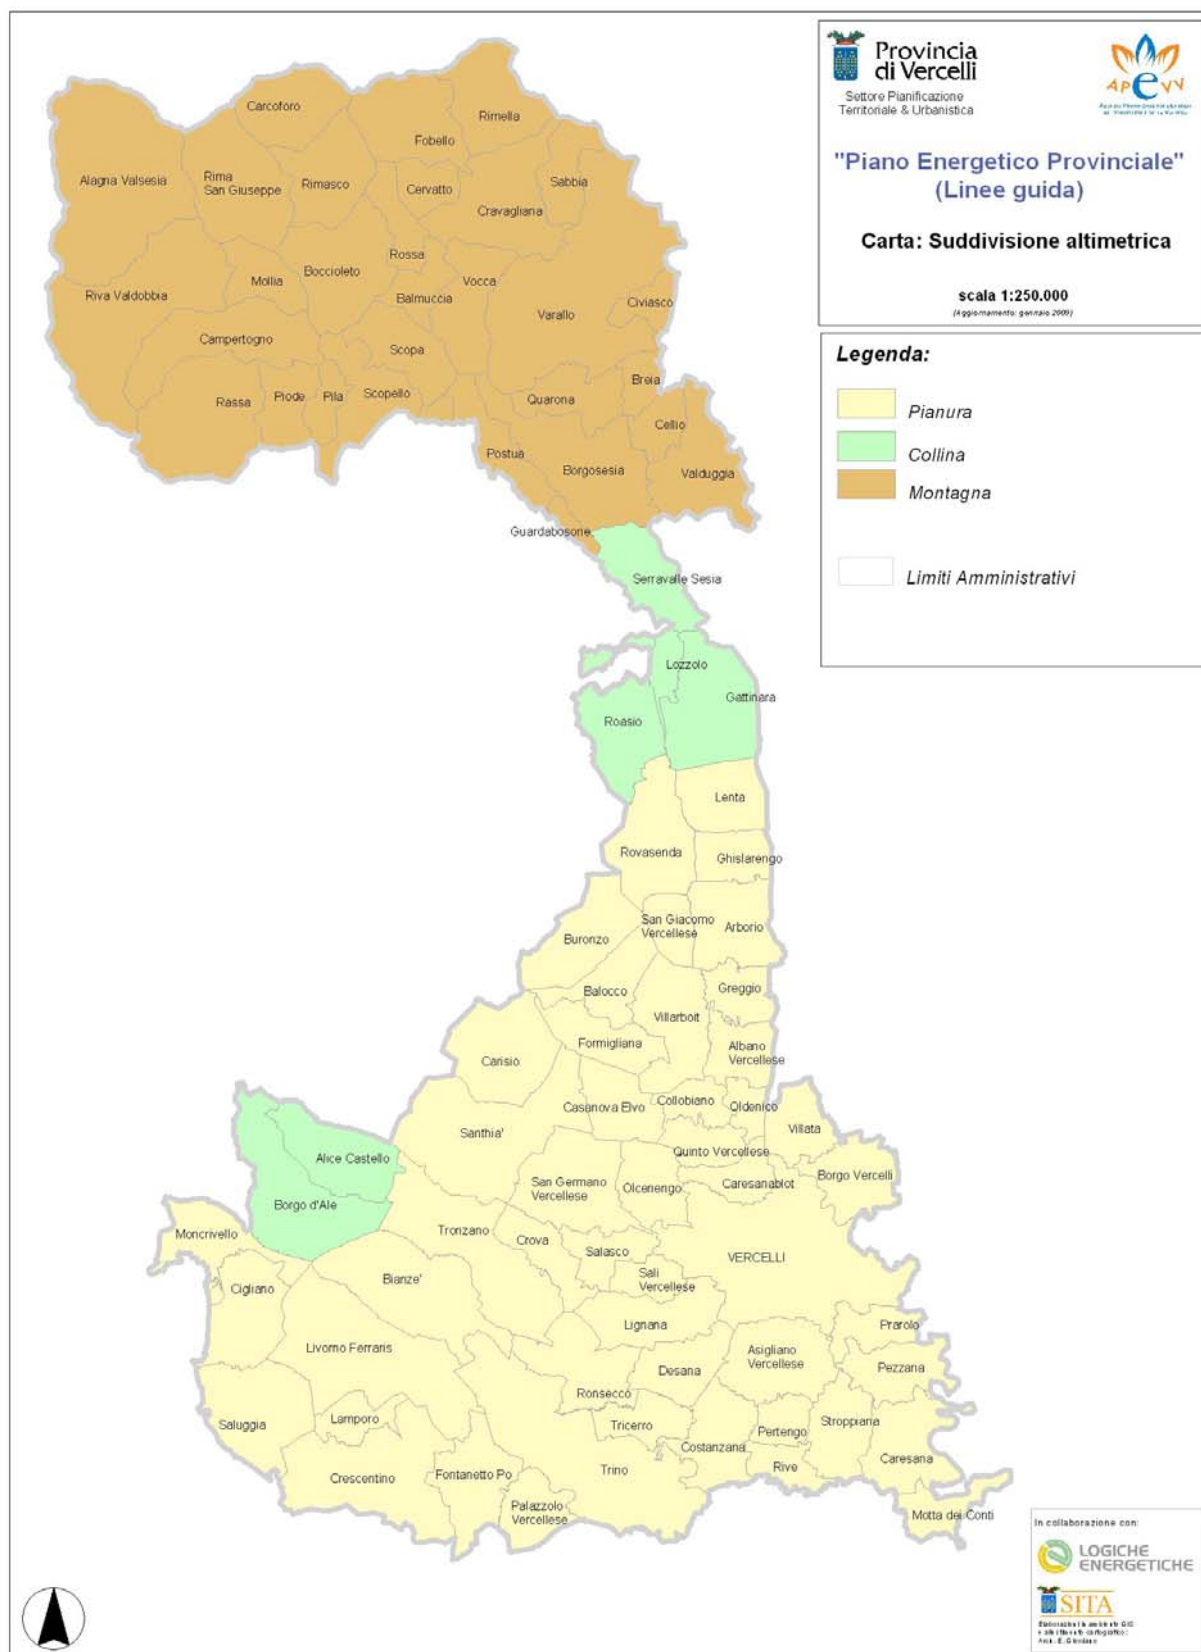 Provincia
di Vercelli
Settore Pianificazione
Territoriale & Urbanistica
APEVV
"Piano Energetico Provinciale"
(Linee guida)
Carta: Suddivisione altimetrica
scala 1:250.000
(Aggiornamento: gennaio 2009)
Legenda:
Pianura
Collina
Montagna
Limiti Amministrativi
Carcoforo
Rimella
Fobello
Alagna Valsesia
Rima
San Giuseppe
Rimasco
Cervatto
Sabbia
Cravagliana
Rossa
Boccioleto
Mollia
Vocca
Riva Valdobbia
Balmuccia
Civiasco
Varallo
Campertogno
Scopa
Breia
Rassa
Piode
Pila
Scopello
Quarona
Cellio
Postua
Borgosesia
Valduggia
Guardabosone
Serravalle Sesia
Lozzolo
Gattinara
Roasio
Lenta
Rovasenda
Ghislarengo
San Giacomo
Vercellese
Arborio
Buronzo
Balocco
Greggio
Villarboit
Formigliana
Albano
Vercellese
Carisio
Casanova Elvo
Collobiano
Oldenico
Santhia'
Villata
Alice Castello
Quinto Vercellese
San Germano
Vercellese
Olcenengo
Caresanablot
Borgo Vercelli
Borgo d'Ale
Moncrivello
Tronzano
Crova
Salasco
VERCELLI
Cigliano
Bianze'
Sali
Vercellese
Lignana
Prarolo
Livorno Ferraris
Asigliano
Vercellese
Desana
Pezzana
Ronsecco
Saluggia
Lamporo
Tricerro
Pertengo
Stroppiana
Costanzana
Caresana
Crescentino
Fontanetto Po
Trino
Rive
Palazzolo
Vercellese
Motta dei Conti
In collaborazione con:
LOGICHE
ENERGETICHE
SITA